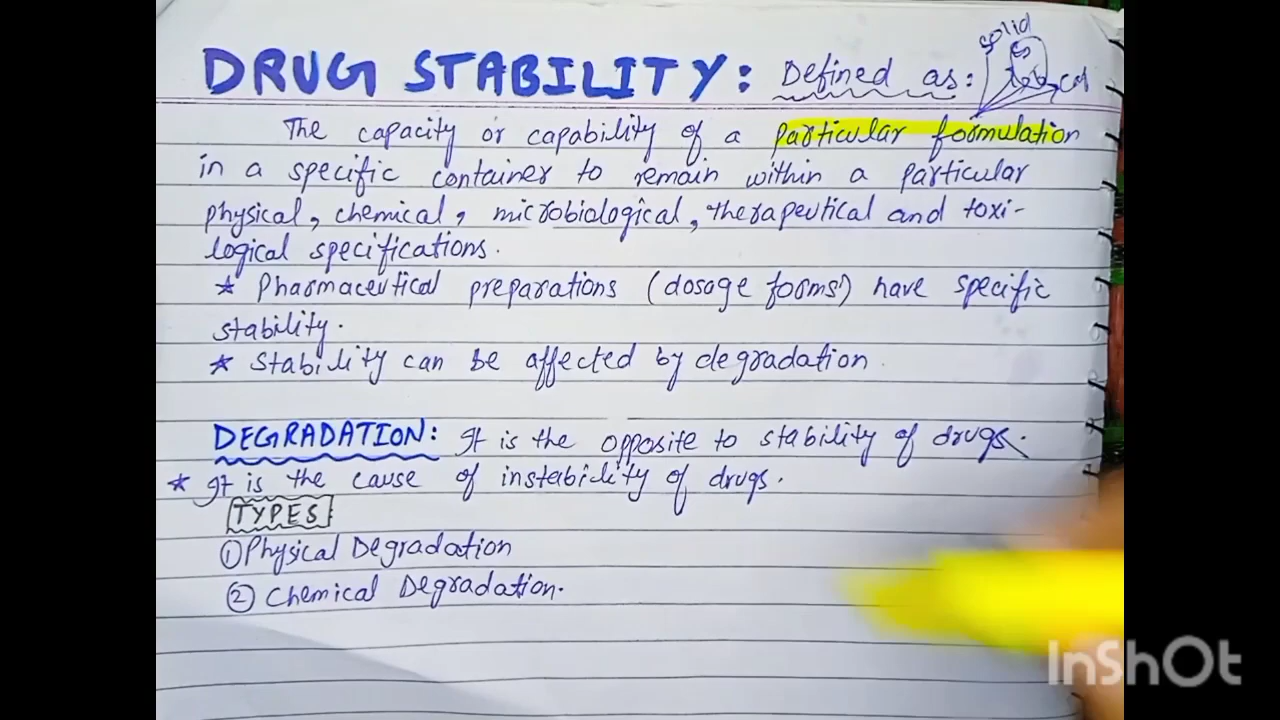 DRUG STABILITY: Defined as:
solid
The capacity or capability of a particular formulation
in a specific container to remain within a particular
physical, chemical, microbiological, therapeutical and toxi-
logical specifications.
* Pharmaceutical preparations (dosage forms) have specific
stability.
* Stability can be affected by degradation.
DEGRADATION: It is the opposite to stability of drugs.
* It is the cause of instability of drugs.
TYPES
① Physical Degradation
② Chemical Degradation.
InShOt